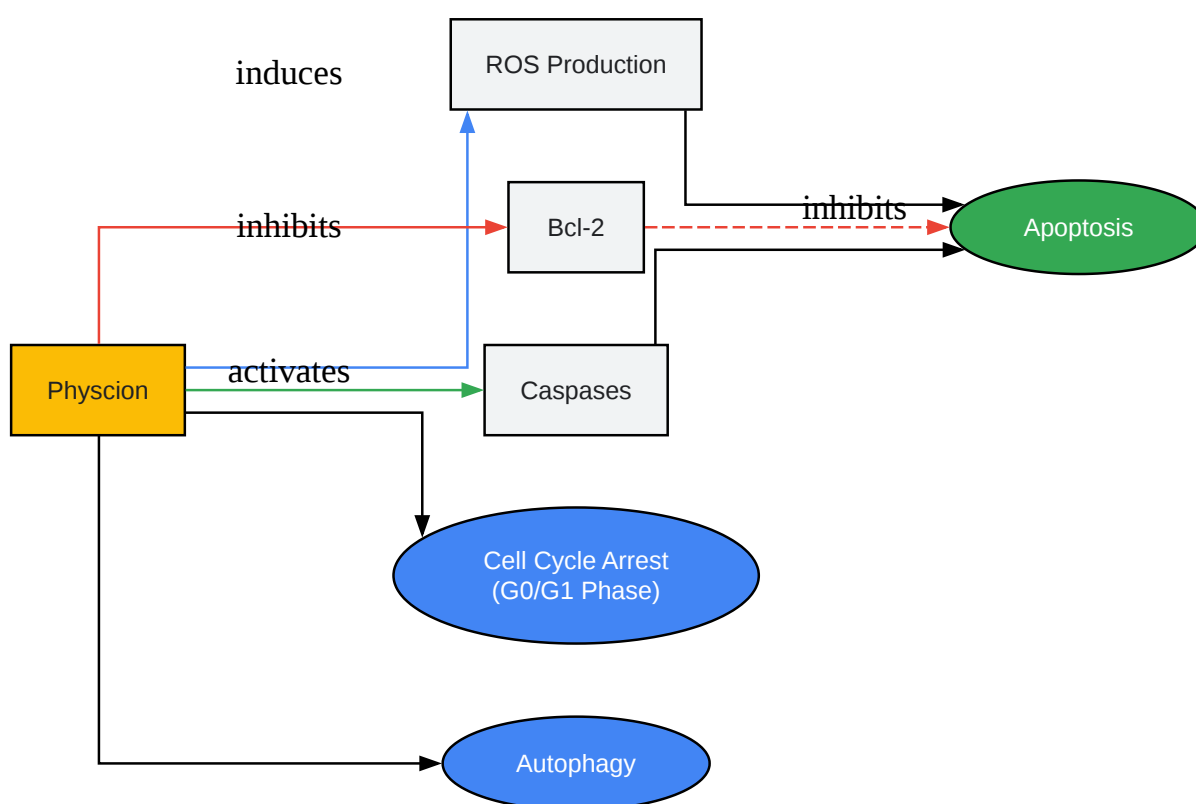 induces
ROS Production
inhibits
Bcl-2
inhibits
Apoptosis
Physcion
activates
Caspases
Cell Cycle Arrest
(G0/G1 Phase)
Autophagy